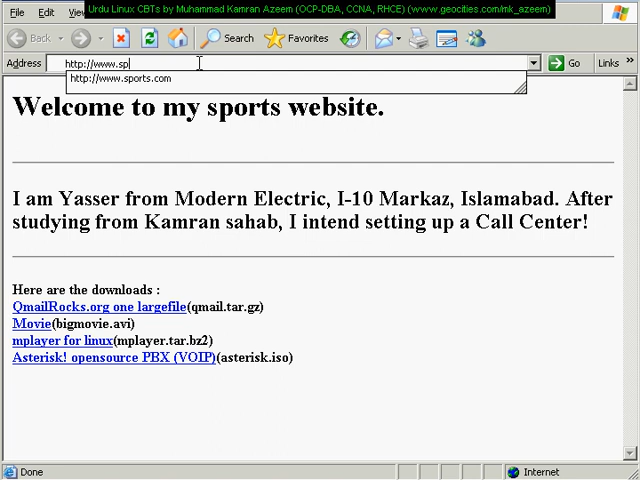 Urdu Linux CBTs by Muhammad Kamran Azeem (OCP-DBA, CCNA, RHCE) (www.geocities.com/mk_azeem)
File Edit
Back Search Favorites
Address http://www.sp Go Links »
http://www.sports.com
Welcome to my sports website.
I am Yasser from Modern Electric, I-10 Markaz, Islamabad. After
studying from Kamran sahab, I intend setting up a Call Center!
Here are the downloads :
QmailRocks.org one largefile(qmail.tar.gz)
Movie(bigmovie.avi)
mplayer for linux(mplayer.tar.bz2)
Asterisk! opensource PBX (VOIP)(asterisk.iso)
Done Internet